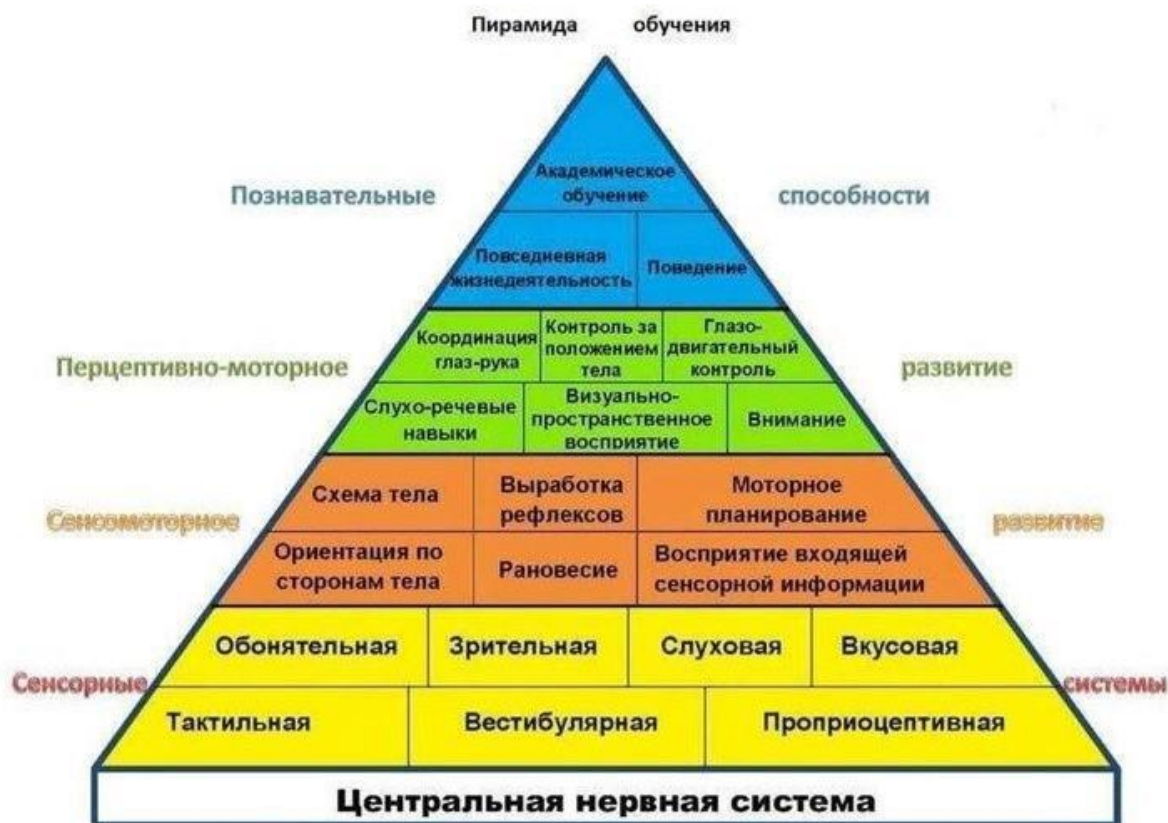 Пирамида обучения
Академическое
обучение
Познавательные способности
Повседневная
жизнедеятельность
Поведение
Координация
глаз-рука
Контроль за
положением
тела
Глазо-
двигательный
контроль
Перцептивно-моторное развитие
Слухо-речевые
навыки
Визуально-
пространственное
восприятие
Внимание
Схема тела
Выработка
рефлексов
Моторное
планирование
Сенсомоторное развитие
Ориентация по
сторонам тела
Рановесие
Восприятие входящей
сенсорной информации
Обонятельная
Зрительная
Слуховая
Вкусовая
Сенсорные системы
Тактильная
Вестибулярная
Проприоцептивная
Центральная нервная система